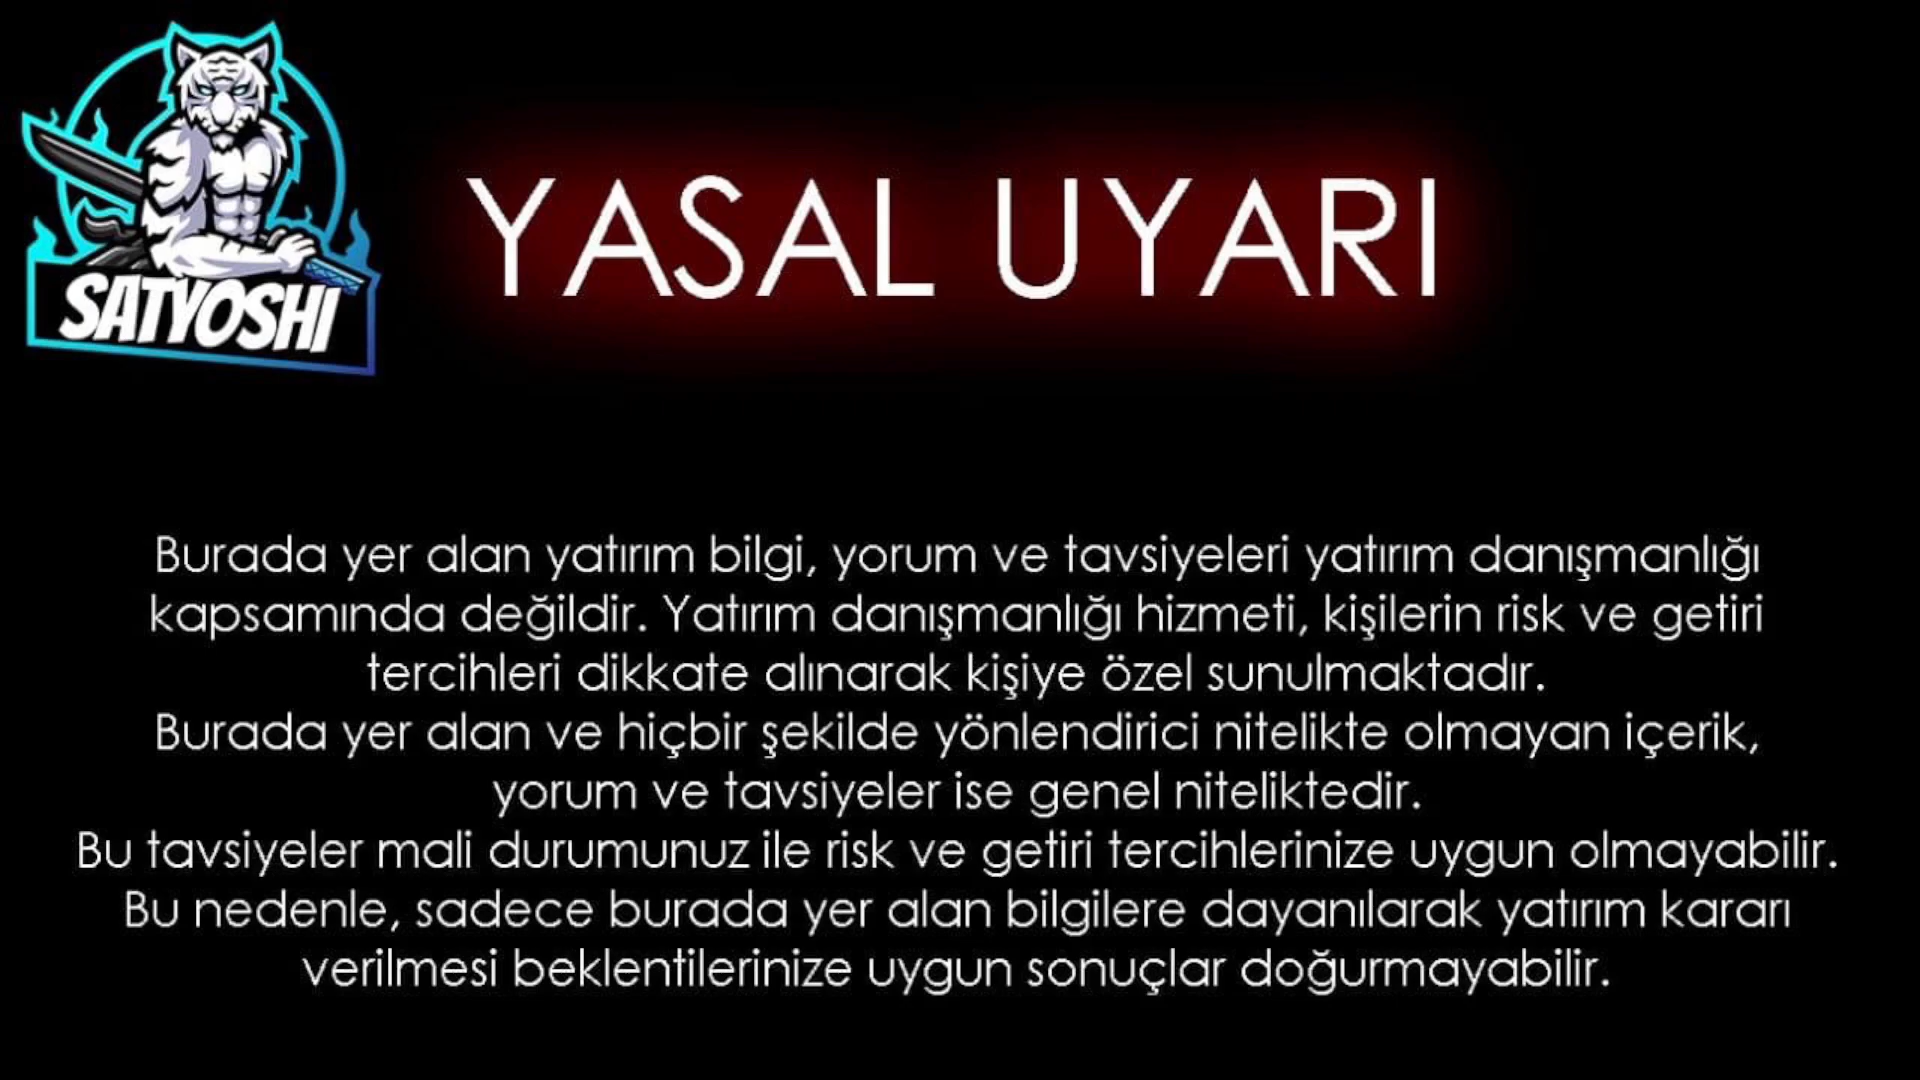 SATYOSHI
YASAL UYARI
Burada yer alan yatırım bilgi, yorum ve tavsiyeleri yatırım danışmanlığı
kapsamında değildir. Yatırım danışmanlığı hizmeti, kişilerin risk ve getiri
tercihleri dikkate alınarak kişiye özel sunulmaktadır.
Burada yer alan ve hiçbir şekilde yönlendirici nitelikte olmayan içerik,
yorum ve tavsiyeler ise genel niteliktedir.
Bu tavsiyeler mali durumunuz ile risk ve getiri tercihlerinize uygun olmayabilir.
Bu nedenle, sadece burada yer alan bilgilere dayanılarak yatırım kararı
verilmesi beklentilerinize uygun sonuçlar doğurmayabilir.